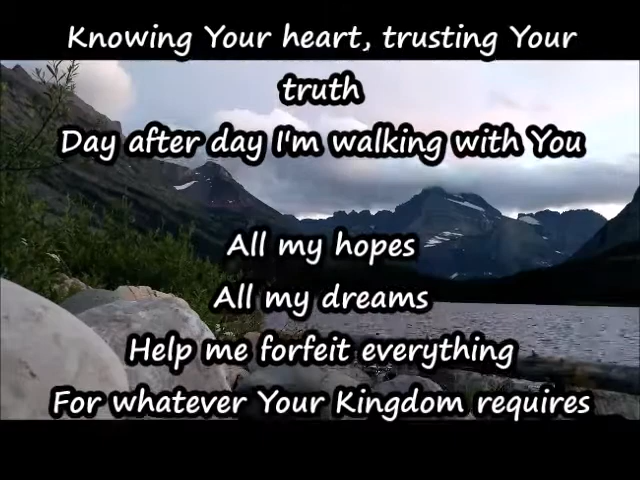 Knowing Your heart, trusting Your
truth
Day after day I'm walking with You
All my hopes
All my dreams
Help me forfeit everything
For whatever Your Kingdom requires